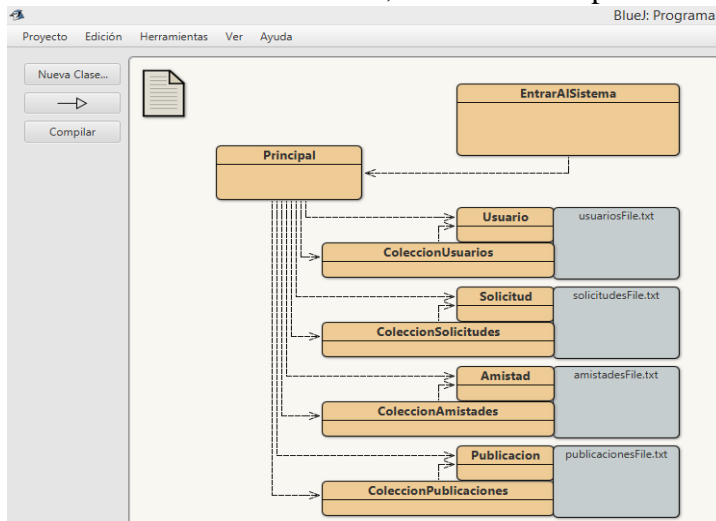 BlueJ: Programa
Proyecto Edición Herramientas Ver Ayuda
Nueva Clase...
Compilar
EntrarAlSistema
Principal
Usuario
usuariosFile.txt
ColeccionUsuarios
Solicitud
solicitudesFile.txt
ColeccionSolicitudes
Amistad
amistadesFile.txt
ColeccionAmistades
Publicacion
publicacionesFile.txt
ColeccionPublicaciones